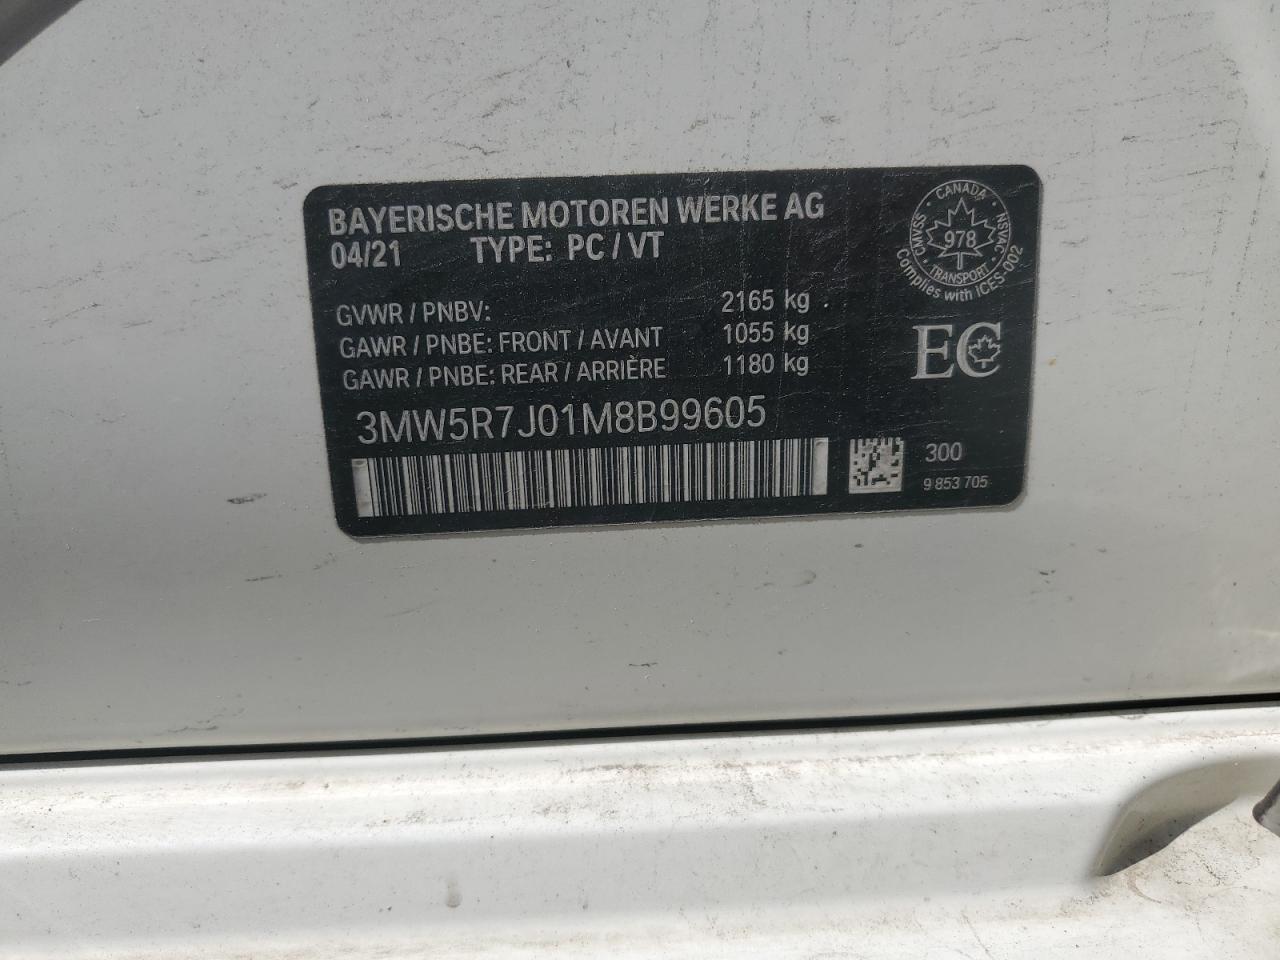 BAYERISCHE MOTOREN WERKE AG
04/21 TYPE: PC / VT
GVWR / PNBV: 2165 kg
GAWR / PNBE: FRONT / AVANT 1055 kg
GAWR / PNBE: REAR / ARRIÈRE 1180 kg
3MW5R7J01M8B99605
CANADA
CMVSS · NSVAC
978
TRANSPORT
Complies with ICES-002
EC
300
9 853 705